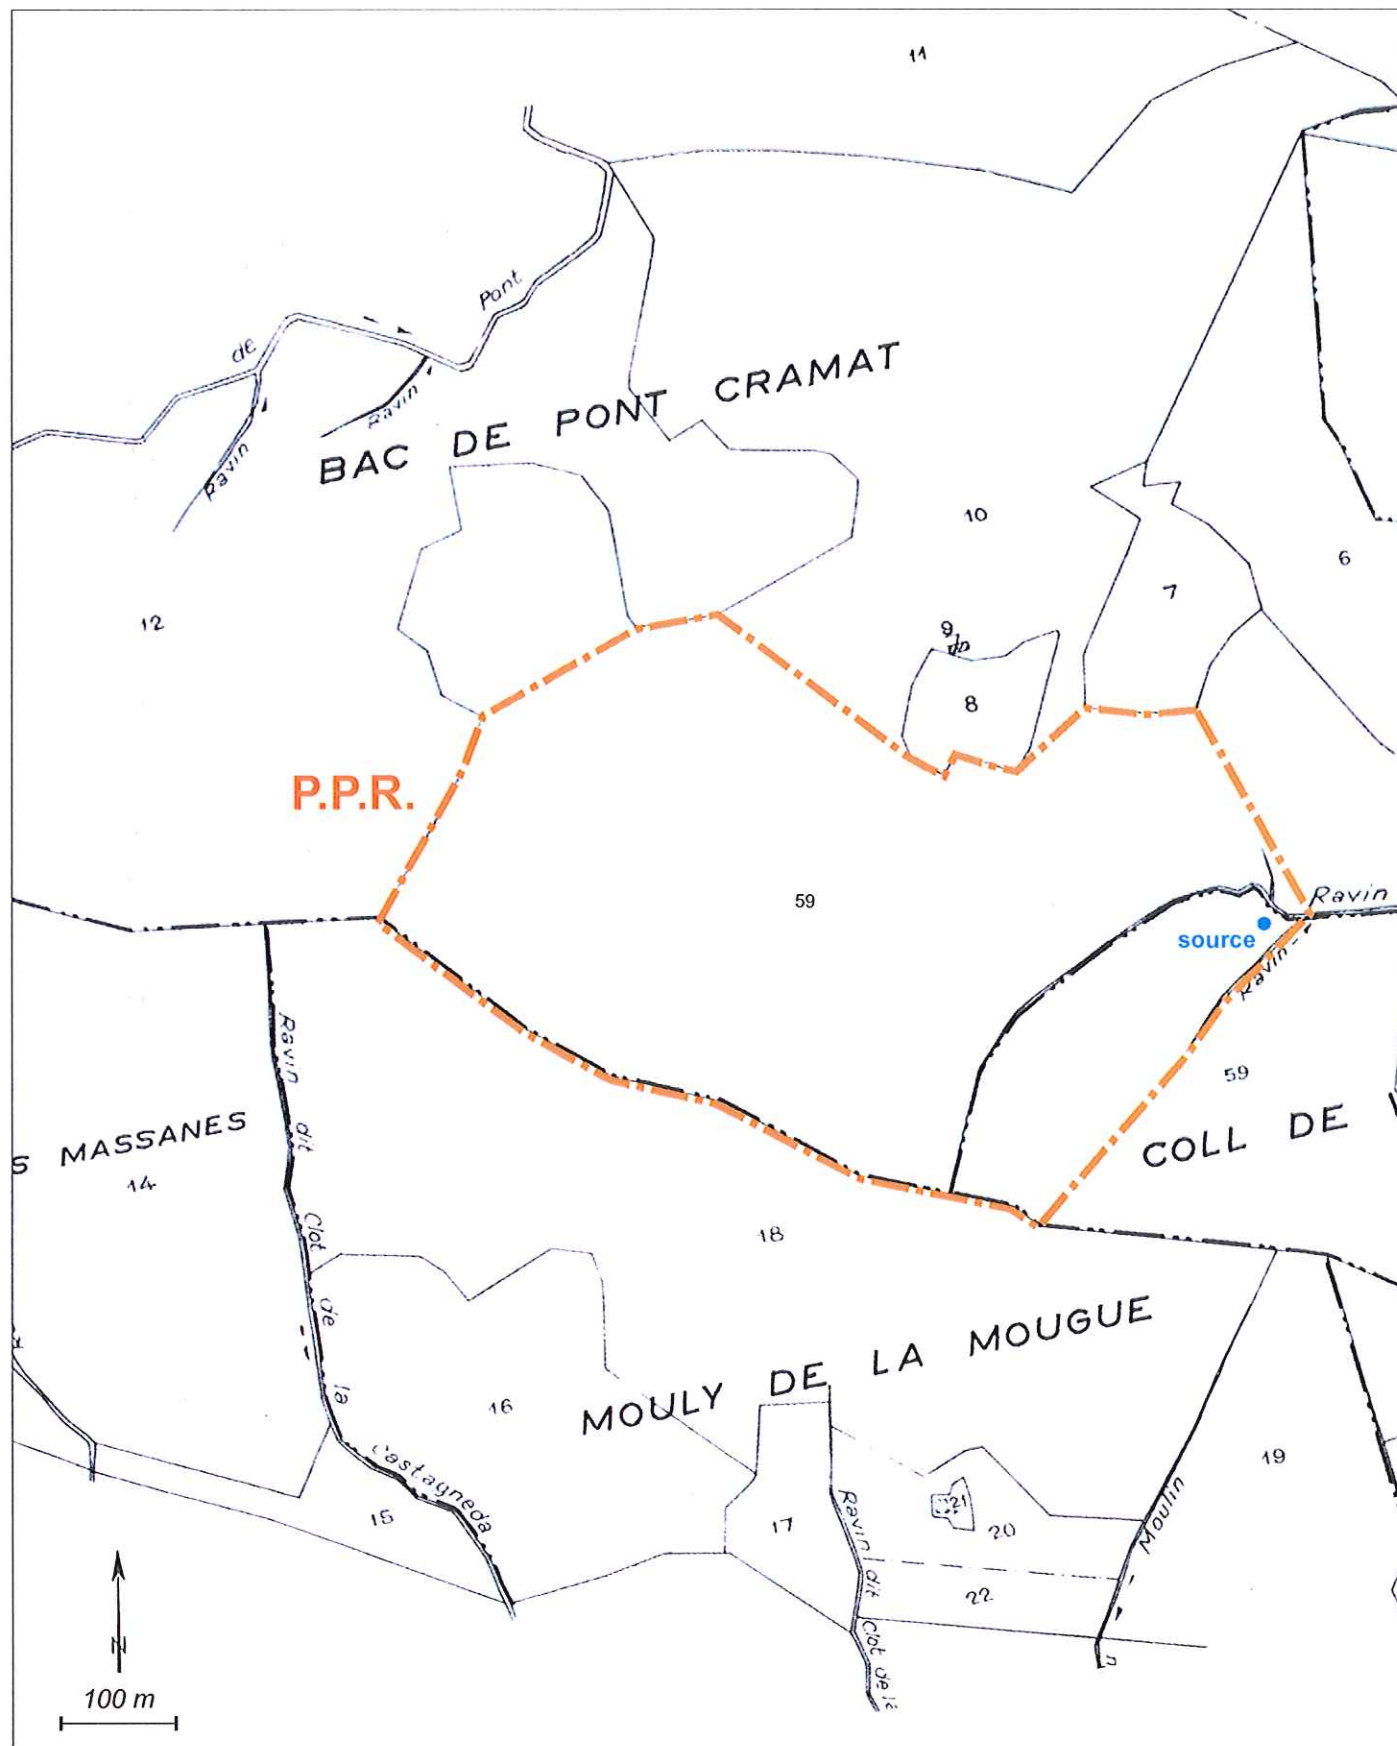 11
Pont
de
Ravin
Ravin
BAC DE PONT CRAMAT
10
6
7
12
9
8
P.P.R.
59
Ravin
source
Ravin
59
Ravin dit Clot de la Castagneda
S MASSANES
14
COLL DE
18
MOULY DE LA MOUGUE
16
19
21
17
20
15
Moulin
22
Ravin dit Clot de la
N
100 m